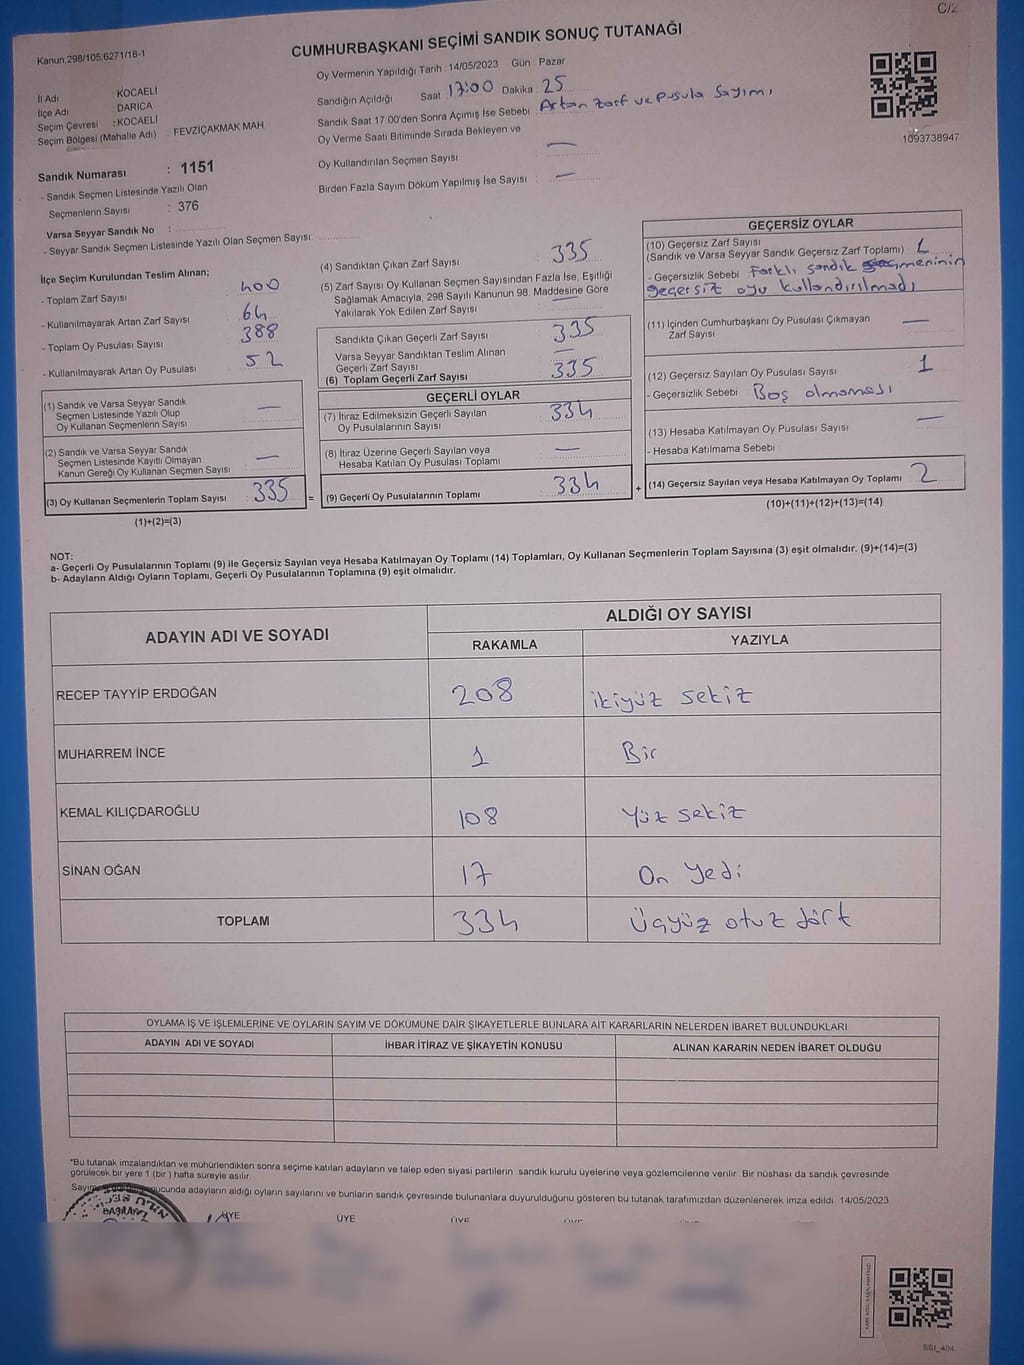 C/2
Kanun.298/105,6271/18-1
CUMHURBAŞKANI SEÇİMİ SANDIK SONUÇ TUTANAĞI
Oy Vermenin Yapıldığı Tarih : 14/05/2023 Gün : Pazar
İl Adı : KOCAELİ
İlçe Adı : DARICA
Seçim Çevresi : KOCAELİ
Seçim Bölgesi (Mahalle Adı) : FEVZİÇAKMAK MAH
Sandığın Açıldığı Saat 17:00 Dakika 25
Sandık Saat 17.00'den Sonra Açımış İse Sebebi : Artan zarf ve pusula sayımı
Oy Verme Saati Bitiminde Sırada Bekleyen ve
Oy Kullandırılan Seçmen Sayısı : —
Birden Fazla Sayım Döküm Yapılmış İse Sayısı : —
1093738947
Sandık Numarası : 1151
- Sandık Seçmen Listesinde Yazılı Olan
Seçmenlerin Sayısı : 376
Varsa Seyyar Sandık No :
- Seyyar Sandık Seçmen Listesinde Yazılı Olan Seçmen Sayısı:
İlçe Seçim Kurulundan Teslim Alınan;
- Toplam Zarf Sayısı : 400
- Kullanılmayarak Artan Zarf Sayısı : 64
- Toplam Oy Pusulası Sayısı : 388
- Kullanılmayarak Artan Oy Pusulası : 52
(1) Sandık ve Varsa Seyyar Sandık
Seçmen Listesinde Yazılı Olup
Oy Kullanan Seçmenlerin Sayısı —
(2) Sandık ve Varsa Seyyar Sandık
Seçmen Listesinde Kayıtlı Olmayan
Kanun Gereği Oy Kullanan Seçmen Sayısı —
(3) Oy Kullanan Seçmenlerin Toplam Sayısı 335 =
(1)+(2)=(3)
(4) Sandıktan Çıkan Zarf Sayısı : 335
(5) Zarf Sayısı Oy Kullanan Seçmen Sayısından Fazla İse, Eşitliği
Sağlamak Amacıyla, 298 Sayılı Kanunun 98. Maddesine Göre
Yakılarak Yok Edilen Zarf Sayısı : —
Sandıkta Çıkan Geçerli Zarf Sayısı : 335
Varsa Seyyar Sandıktan Teslim Alınan
Geçerli Zarf Sayısı : —
(6) Toplam Geçerli Zarf Sayısı : 335
GEÇERLİ OYLAR
(7) İtiraz Edilmeksizin Geçerli Sayılan
Oy Pusulalarının Sayısı : 334
(8) İtiraz Üzerine Geçerli Sayılan veya
Hesaba Katılan Oy Pusulası Toplamı : —
(9) Geçerli Oy Pusulalarının Toplamı : 334 +
GEÇERSİZ OYLAR
(10) Geçersiz Zarf Sayısı
(Sandık ve Varsa Seyyar Sandık Geçersiz Zarf Toplamı) 1
- Geçersizlik Sebebi : Farklı sandık seçmeninin
geçersiz oyu kullandırılmadı
(11) İçinden Cumhurbaşkanı Oy Pusulası Çıkmayan
Zarf Sayısı —
(12) Geçersiz Sayılan Oy Pusulası Sayısı : 1
- Geçersizlik Sebebi : Boş olmaması
(13) Hesaba Katılmayan Oy Pusulası Sayısı : —
- Hesaba Katılmama Sebebi :
(14) Geçersiz Sayılan veya Hesaba Katılmayan Oy Toplamı : 2
(10)+(11)+(12)+(13)=(14)
NOT:
a- Geçerli Oy Pusulalarının Toplamı (9) ile Geçersiz Sayılan veya Hesaba Katılmayan Oy Toplamı (14) Toplamları, Oy Kullanan Seçmenlerin Toplam Sayısına (3) eşit olmalıdır. (9)+(14)=(3)
b- Adayların Aldığı Oyların Toplamı, Geçerli Oy Pusulalarının Toplamına (9) eşit olmalıdır.
ADAYIN ADI VE SOYADI ALDIĞI OY SAYISI
RAKAMLA YAZIYLA
RECEP TAYYİP ERDOĞAN 208 ikiyüz sekiz
MUHARREM İNCE 1 Bir
KEMAL KILIÇDAROĞLU 108 Yüz sekiz
SİNAN OĞAN 17 On yedi
TOPLAM 334 Üçyüz otuz dört
OYLAMA İŞ VE İŞLEMLERİNE VE OYLARIN SAYIM VE DÖKÜMÜNE DAİR ŞİKAYETLERLE BUNLARA AİT KARARLARIN NELERDEN İBARET BULUNDUKLARI
ADAYIN ADI VE SOYADI İHBAR İTİRAZ VE ŞİKAYETİN KONUSU ALINAN KARARIN NEDEN İBARET OLDUĞU
*Bu tutanak imzalandıktan ve mühürlendikten sonra seçime katılan adayların ve talep eden siyasi partilerin sandık kurulu üyelerine veya gözlemcilerine verilir. Bir nüshası da sandık çevresinde
görülecek bir yere 1 (bir) hafta süreyle asılır.
ucunda adayların aldığı oyların sayılarını ve bunların sandık çevresinde bulunanlara duyurulduğunu gösteren bu tutanak tarafımızdan düzenlenerek imza edildi. 14/05/2023
BAŞKAN ÜYE ÜYE ÜYE
SSI_404